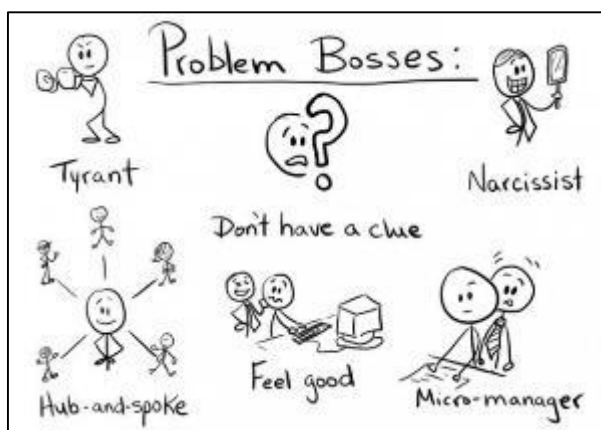 Problem Bosses:
Tyrant
Narcissist
Don't have a clue
Hub-and-spoke
Feel good
Micro-manager